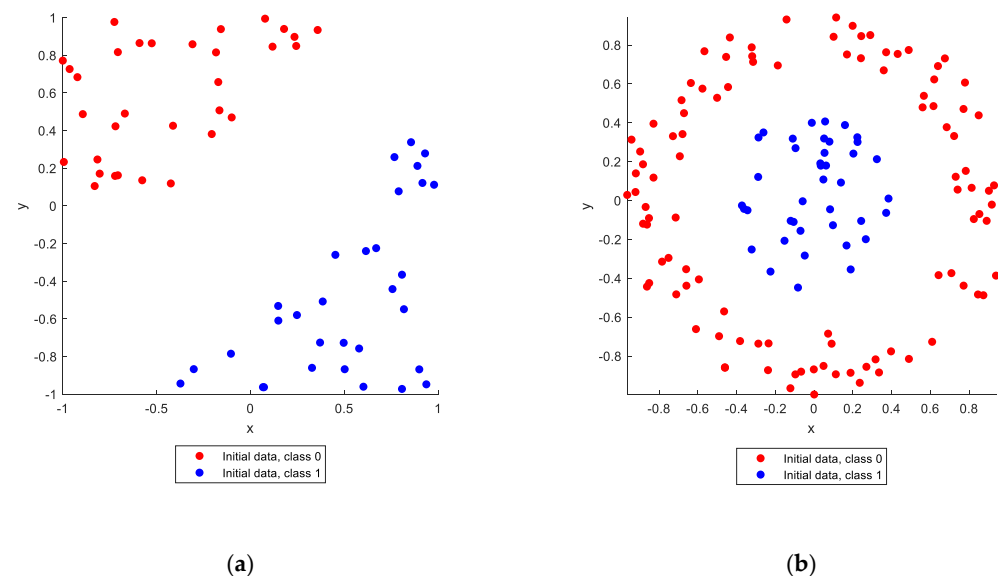 1
0.8
0.6
0.4
0.2
0
-0.2
-0.4
-0.6
-0.8
-1
y
-1 -0.5 0 0.5 1
x
Initial data, class 0
Initial data, class 1
(a)
0.8
0.6
0.4
0.2
0
-0.2
-0.4
-0.6
-0.8
y
-0.8 -0.6 -0.4 -0.2 0 0.2 0.4 0.6 0.8
x
Initial data, class 0
Initial data, class 1
(b)